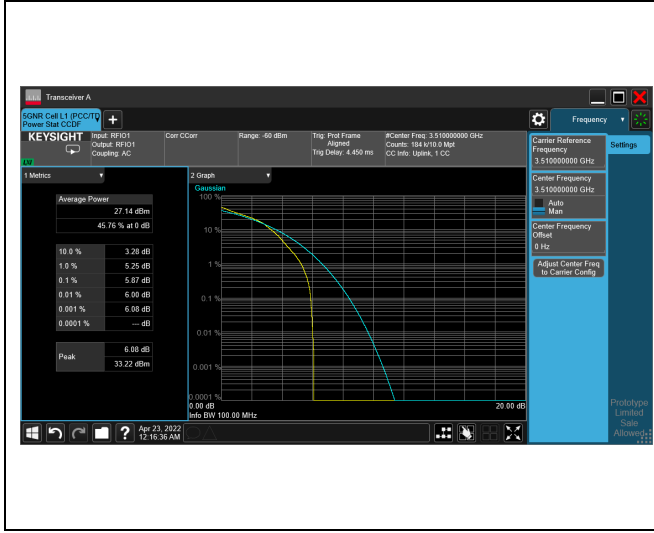 Transceiver A
5GNR Cell L1 (PCC/TD
Power Stat CCDF
Frequency
KEYSIGHT
Input: RFIO1
Output: RFIO1
Coupling: AC
Corr CCorr
Range: -60 dBm
Trig: Prot Frame
Aligned
Trig Delay: 4.450 ms
#Center Freq: 3.510000000 GHz
Counts: 184 k/10.0 Mpt
CC Info: Uplink, 1 CC
1 Metrics
Average Power
27.14 dBm
45.76 % at 0 dB
10.0 % 3.28 dB
1.0 % 5.25 dB
0.1 % 5.87 dB
0.01 % 6.00 dB
0.001 % 6.08 dB
0.0001 % --- dB
Peak
6.08 dB
33.22 dBm
2 Graph
Gaussian
100 %
10 %
1 %
0.1 %
0.01 %
0.001 %
0.0001 %
0.00 dB
20.00 dB
Info BW 100.00 MHz
Carrier Reference
Frequency
3.510000000 GHz
Center Frequency
3.510000000 GHz
Auto
Man
Center Frequency
Offset
0 Hz
Adjust Center Freq
to Carrier Config
Settings
Prototype
Limited
Sale
Allowed
?
Apr 23, 2022
12:16:36 AM